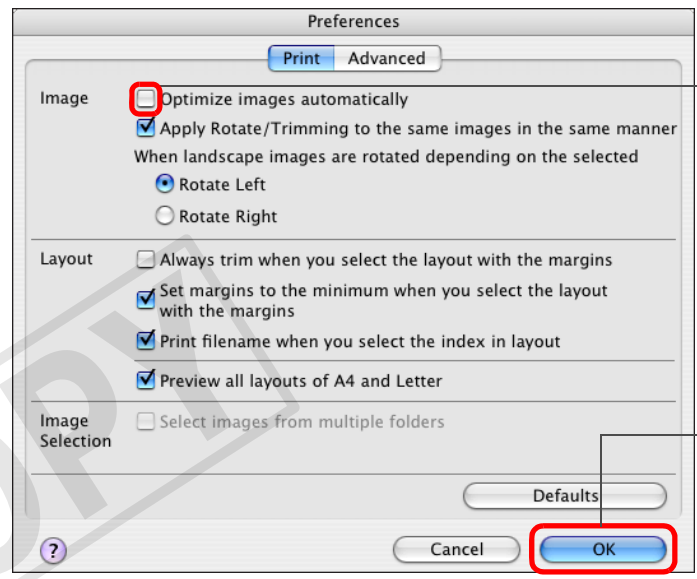 Preferences
Print Advanced
Image Optimize images automatically
Apply Rotate/Trimming to the same images in the same manner
When landscape images are rotated depending on the selected
Rotate Left
Rotate Right
Layout Always trim when you select the layout with the margins
Set margins to the minimum when you select the layout
with the margins
Print filename when you select the index in layout
Preview all layouts of A4 and Letter
Image Select images from multiple folders
Selection
Defaults
? Cancel OK
OPY